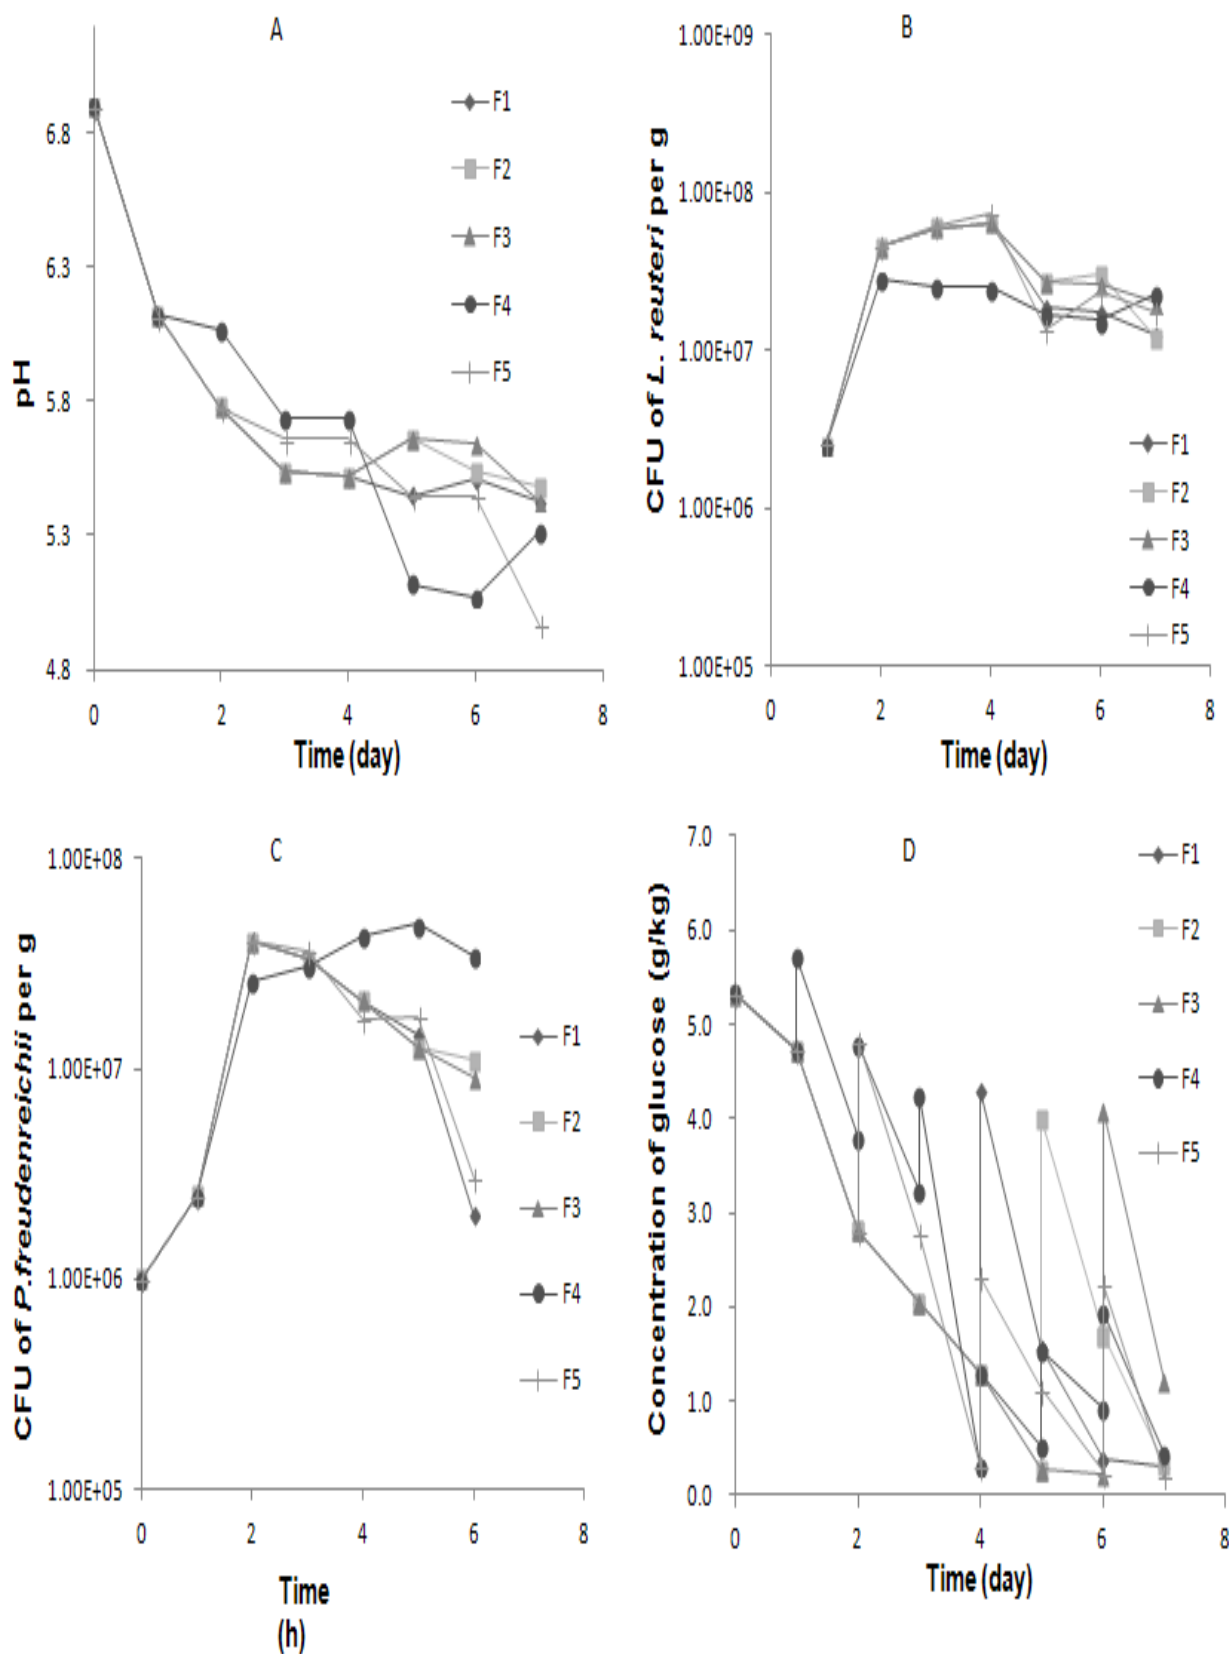 A
6.8
6.3
5.8
5.3
4.8
pH
0 2 4 6 8
Time (day)
F1
F2
F3
F4
F5
B
1.00E+09
1.00E+08
1.00E+07
1.00E+06
1.00E+05
CFU of L. reuteri per g
0 2 4 6 8
Time (day)
F1
F2
F3
F4
F5
C
1.00E+08
1.00E+07
1.00E+06
1.00E+05
CFU of P.freudenreichii per g
0 2 4 6 8
Time
(h)
F1
F2
F3
F4
F5
D
7.0
6.0
5.0
4.0
3.0
2.0
1.0
0.0
Concentration of glucose (g/kg)
0 2 4 6 8
Time (day)
F1
F2
F3
F4
F5